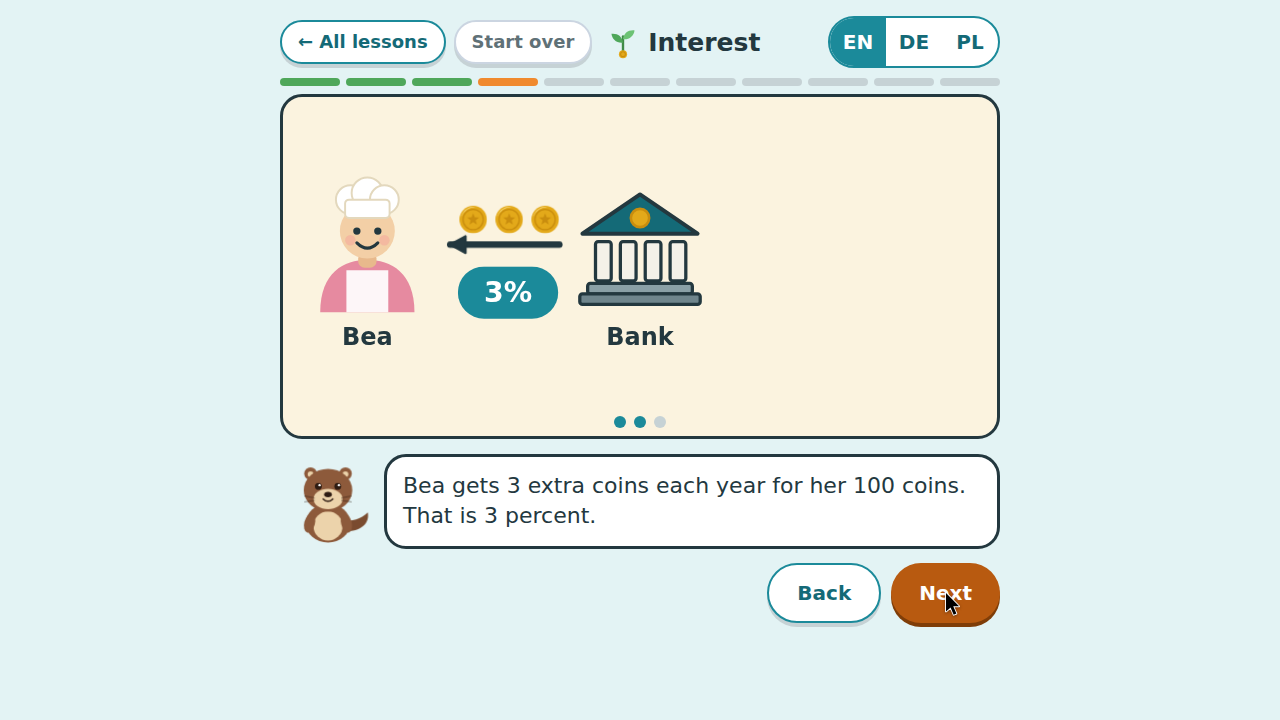 ← All lessons
Start over
Interest
EN
DE
PL
3%
Bea
Bank
Bea gets 3 extra coins each year for her 100 coins.
That is 3 percent.
Back
Next